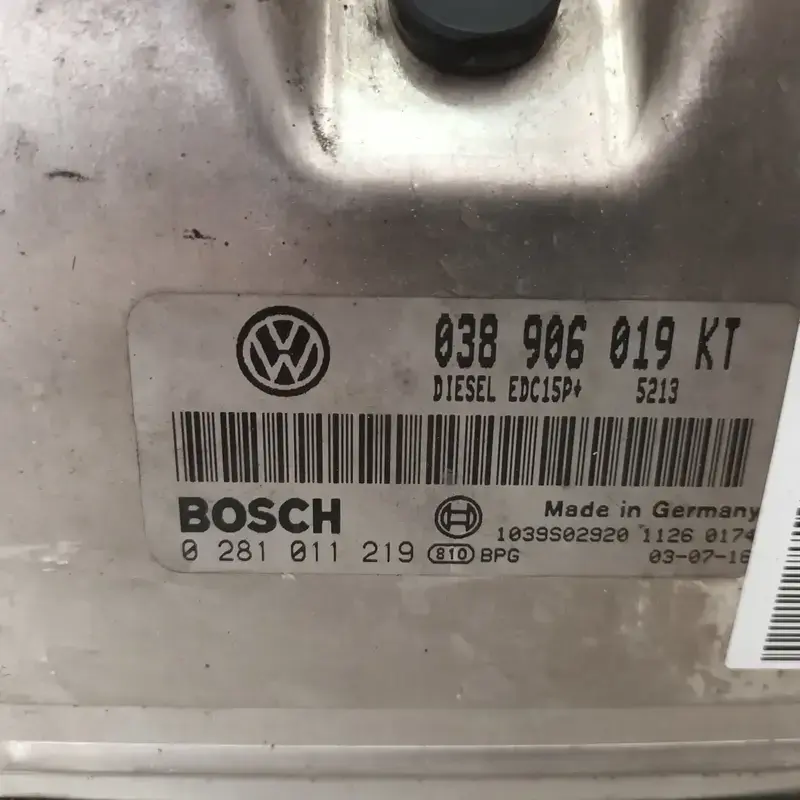 038 906 019 KT
DIESEL EDC15P+ 5213
BOSCH
Made in Germany
1039S02920 1126 0174
0 281 011 219 810 BPG
03-07-16